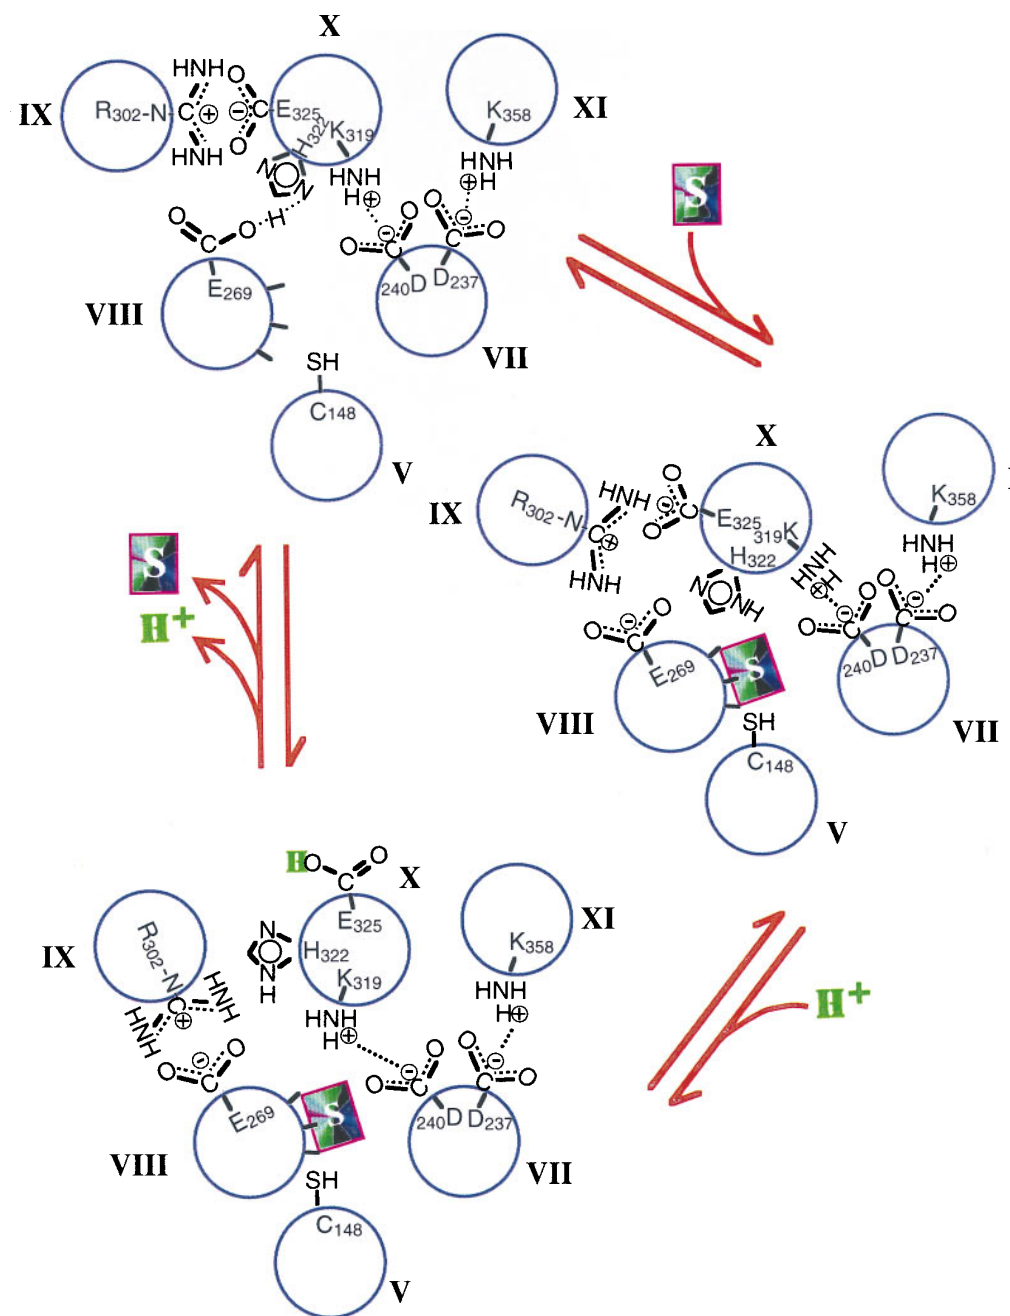 X
HNH
O
IX
R302-N-C
+
-
C-E325
K319
K358
XI
O
H322
HNH
N
N
HNH
H
+
HNH
H
+
S
O
C
O
H
O
C
O
-
O
C
O
-
E269
240D
D237
VIII
VII
SH
C148
V
X
IX
R302-N-C
HNH
+
HNH
O
O
C
-
E325
319K
H322
K358
HNH
H
+
HNH
H
+
N
NH
S
H+
O
C
O
-
O
C
O
-
O
C
O
-
E269
S
240D
D237
VIII
VII
SH
C148
V
HO
C
O
X
E325
XI
IX
R302-N
C
+
HNH
HNH
N
N
H
H322
K319
K358
HNH
H
+
HNH
H
+
H+
O
C
O
-
O
C
O
-
O
C
O
-
E269
S
240D
D237
VIII
VII
SH
C148
V